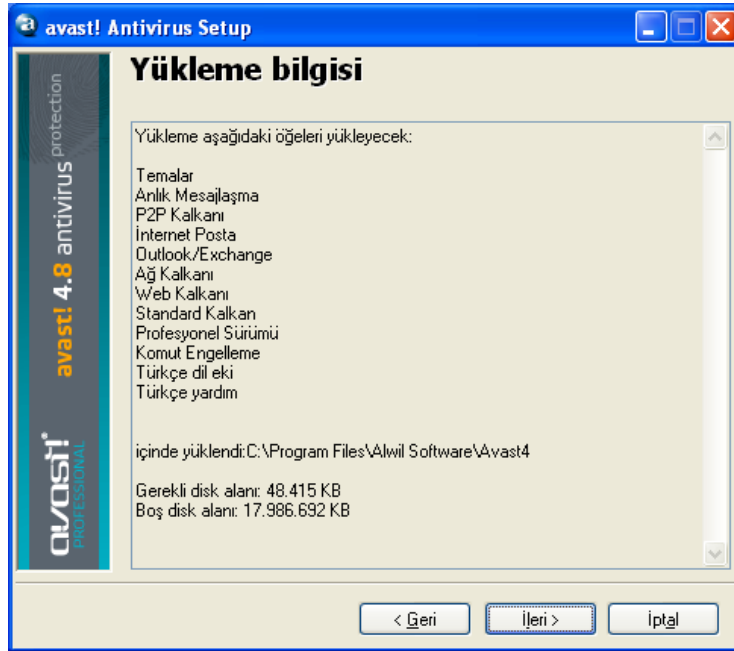 avast! Antivirus Setup
Yükleme bilgisi
Yükleme aşağıdaki öğeleri yükleyecek:
Temalar
Anlık Mesajlaşma
P2P Kalkanı
İnternet Posta
Outlook/Exchange
Ağ Kalkanı
Web Kalkanı
Standard Kalkan
Profesyonel Sürümü
Komut Engelleme
Türkçe dil eki
Türkçe yardım
içinde yüklendi:C:\Program Files\Alwil Software\Avast4
Gerekli disk alanı: 48.415 KB
Boş disk alanı: 17.986.692 KB
avast! 4.8 antivirus protection
avast!
PROFESSIONAL
< Geri
İleri >
İptal